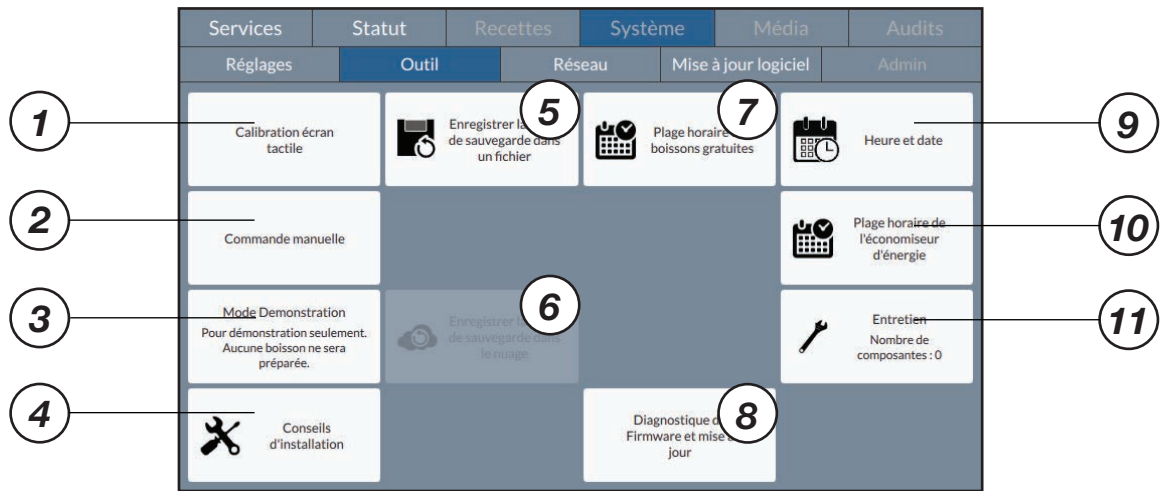 Services Statut Recettes Système Média Audits
Réglages Outil Réseau Mise à jour logiciel Admin
1
Calibration écran
tactile
5
Enregistrer
de sauvegarde dans
un fichier
7
Plage horaire
boissons gratuites
9
Heure et date
2
Commande manuelle
10
Plage horaire de
l'économiseur
d'énergie
3
Mode Demonstration
Pour démonstration seulement.
Aucune boisson ne sera
préparée.
6
Enregistrer
de sauvegarde dans
le nuage
11
Entretien
Nombre de
composantes : 0
4
Conseils
d'installation
8
Diagnostique
Firmware et mise
jour